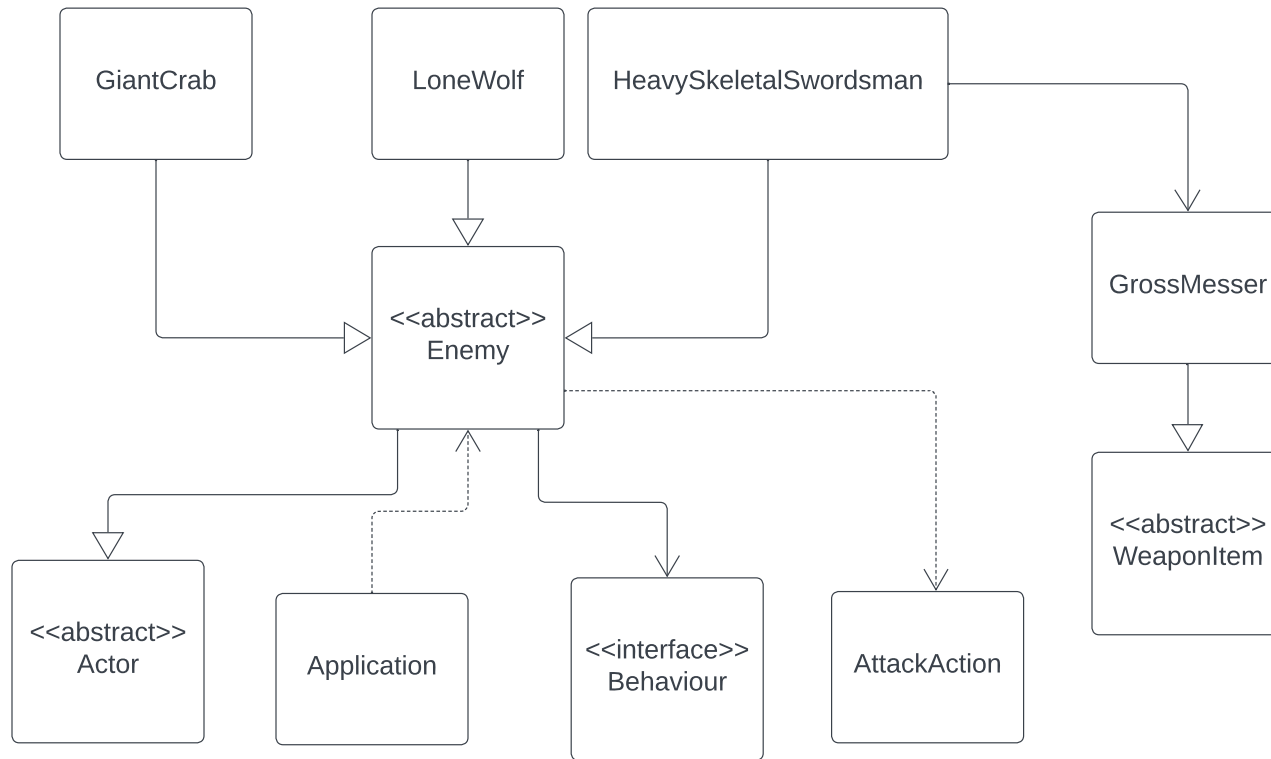 GiantCrab
LoneWolf
HeavySkeletalSwordsman
GrossMesser
<<abstract>>
Enemy
<<abstract>>
WeaponItem
<<abstract>>
Actor
Application
<<interface>>
Behaviour
AttackAction